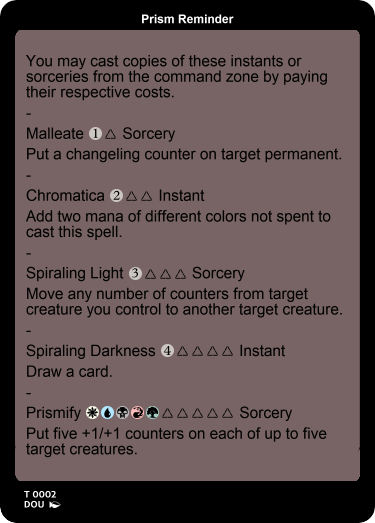 Prism Reminder
You may cast copies of these instants or
sorceries from the command zone by paying
their respective costs.
-
Malleate 1 △ Sorcery
Put a changeling counter on target permanent.
-
Chromatica 2 △ △ Instant
Add two mana of different colors not spent to
cast this spell.
-
Spiraling Light 3 △ △ △ Sorcery
Move any number of counters from target
creature you control to another target creature.
-
Spiraling Darkness 4 △ △ △ △ Instant
Draw a card.
-
Prismify △ △ △ △ △ Sorcery
Put five +1/+1 counters on each of up to five
target creatures.
T 0002
DOU